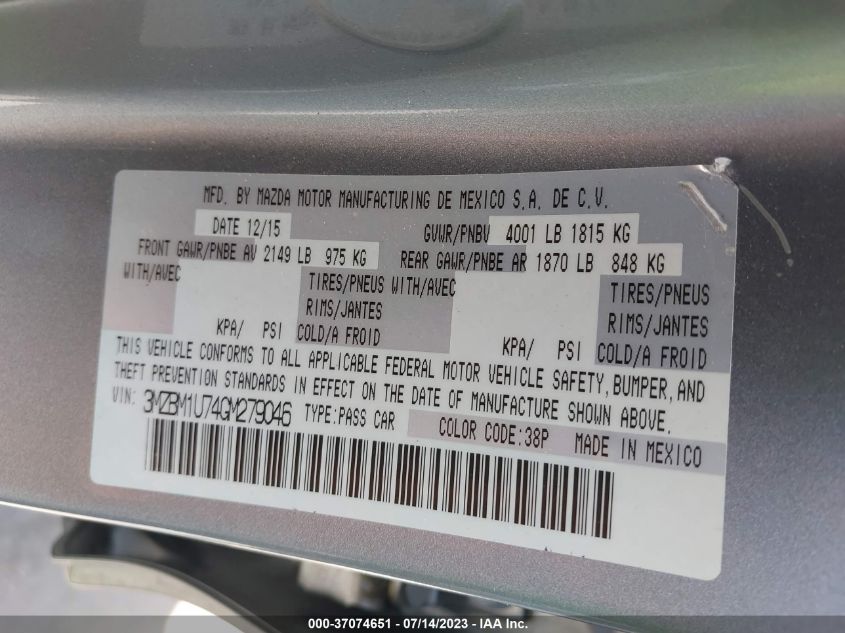 MFD. BY MAZDA MOTOR MANUFACTURING DE MEXICO S.A. DE C.V.
DATE 12/15 GVWR/PNBV 4001 LB 1815 KG
FRONT GAWR/PNBE AV 2149 LB 975 KG REAR GAWR/PNBE AR 1870 LB 848 KG
WITH/AVEC TIRES/PNEUS WITH/AVEC TIRES/PNEUS
RIMS/JANTES RIMS/JANTES
KPA/ PSI COLD/A FROID KPA/ PSI COLD/A FROID
THIS VEHICLE CONFORMS TO ALL APPLICABLE FEDERAL MOTOR VEHICLE SAFETY, BUMPER, AND
THEFT PREVENTION STANDARDS IN EFFECT ON THE DATE OF MANUFACTURE SHOWN ABOVE.
VIN: 3MZBM1U74GM279046 TYPE:PASS CAR COLOR CODE:38P MADE IN MEXICO
000-37074651 / 07/14/2023 / IAA Inc.